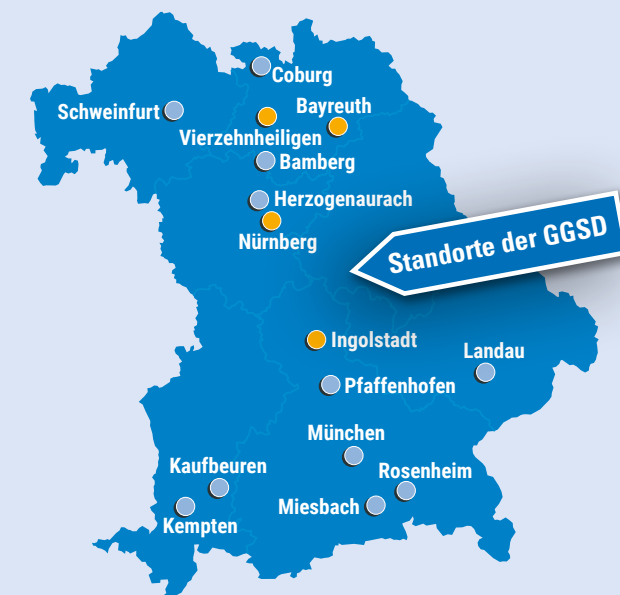 Coburg
Bayreuth
Schweinfurt
Vierzehnheiligen
Bamberg
Herzogenaurach
Nürnberg
Standorte der GGSD
Ingolstadt
Landau
Pfaffenhofen
München
Kaufbeuren
Rosenheim
Miesbach
Kempten